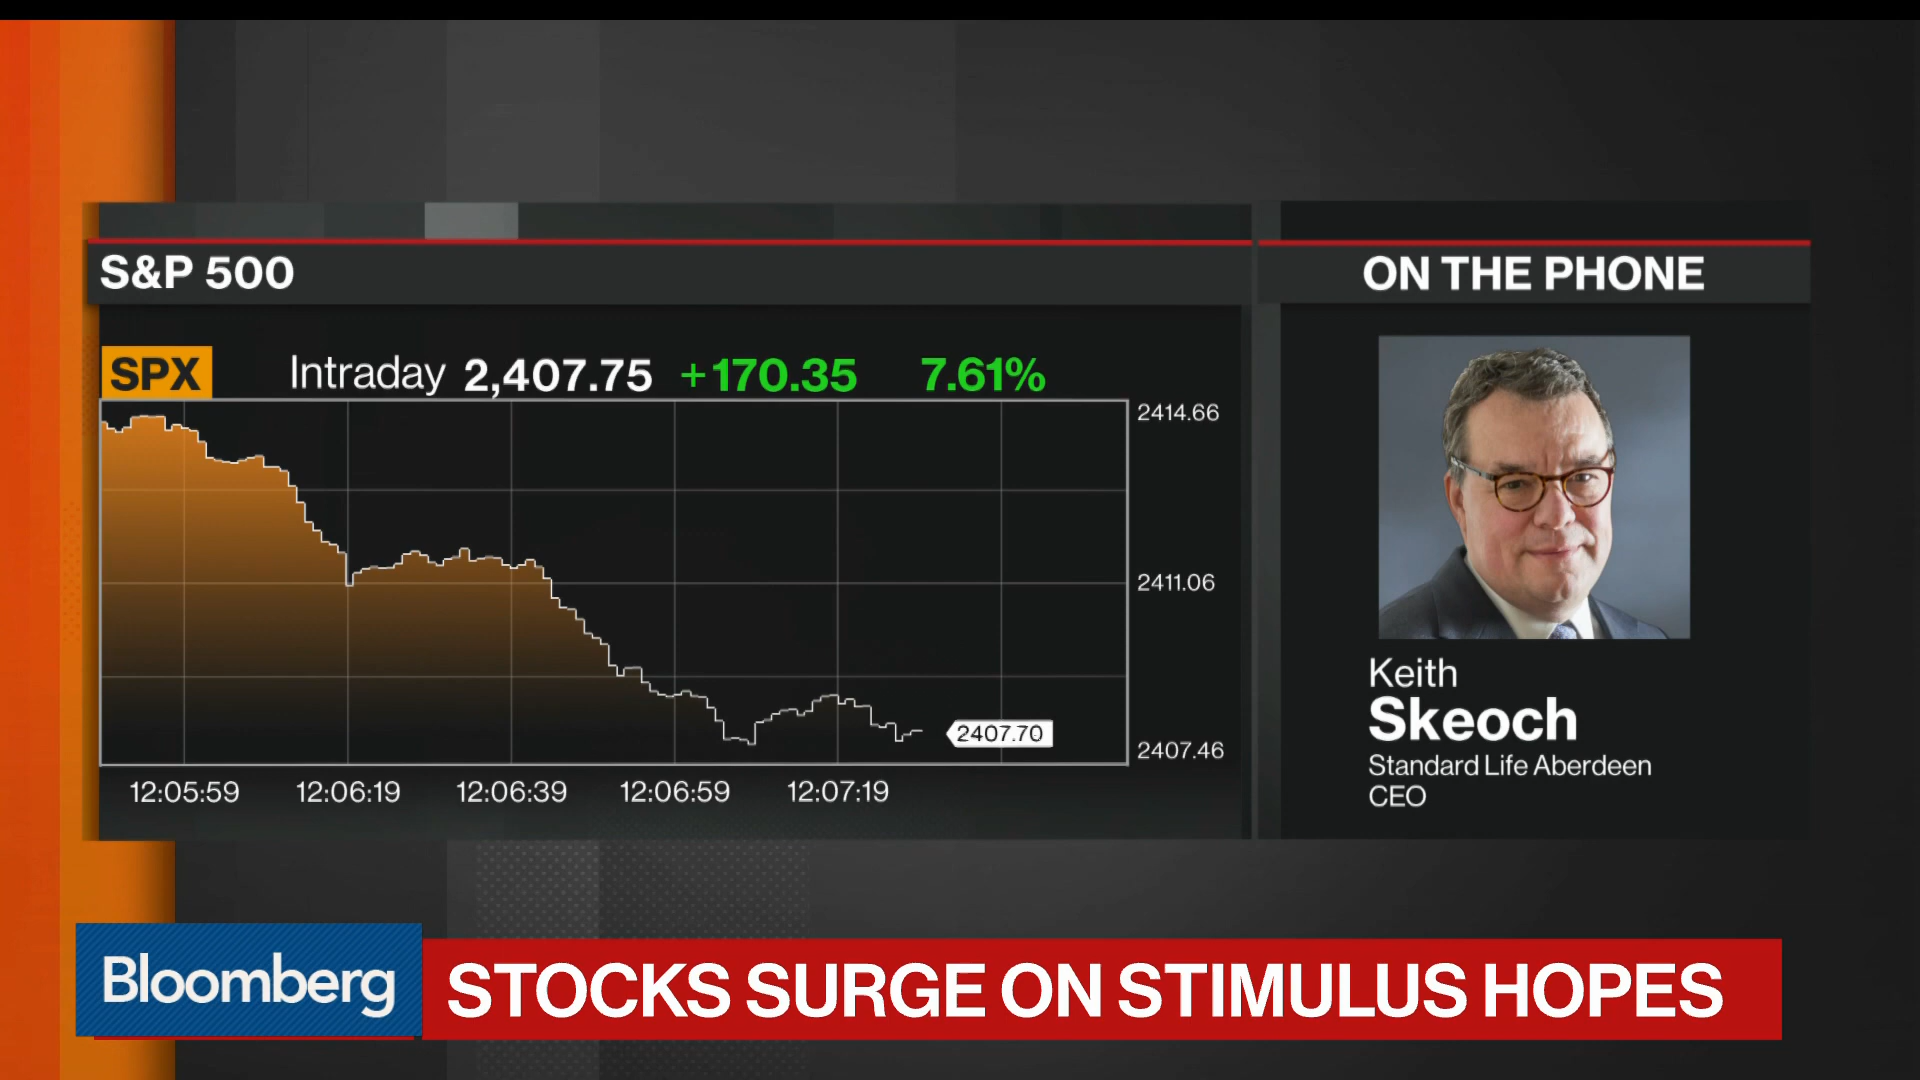 S&P 500
SPX Intraday 2,407.75 +170.35 7.61%
2414.66
2411.06
2407.70
2407.46
12:05:59 12:06:19 12:06:39 12:06:59 12:07:19
ON THE PHONE
Keith
Skeoch
Standard Life Aberdeen
CEO
Bloomberg
STOCKS SURGE ON STIMULUS HOPES